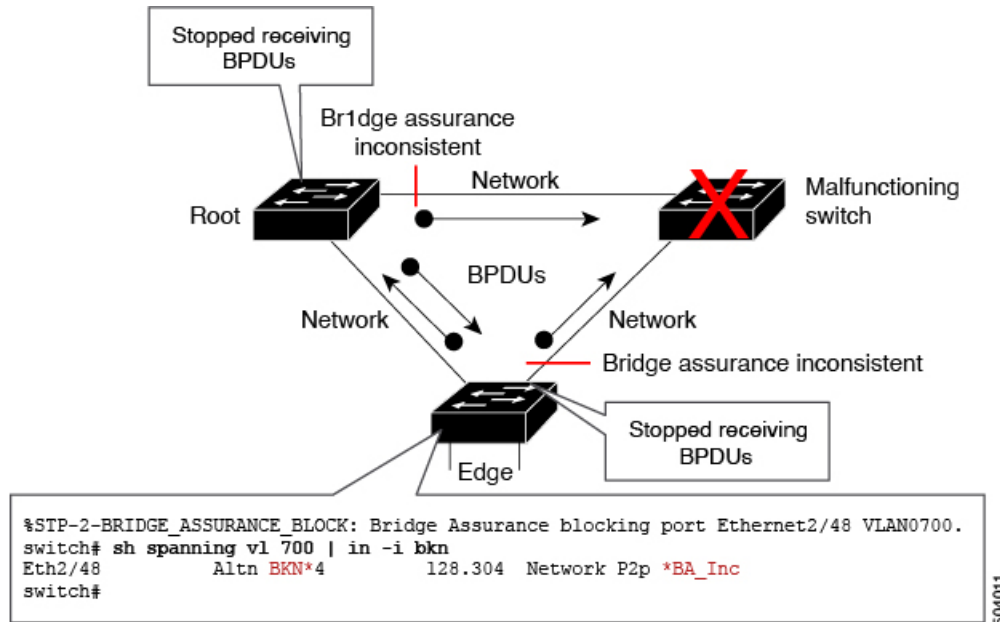 Stopped receiving
BPDUs
Br1dge assurance
inconsistent
Network
Root
Malfunctioning
switch
BPDUs
Network
Network
Bridge assurance inconsistent
Stopped receiving
BPDUs
Edge
%STP-2-BRIDGE_ASSURANCE_BLOCK: Bridge Assurance blocking port Ethernet2/48 VLAN0700.
switch# sh spanning vl 700 | in -i bkn
Eth2/48 Altn BKN*4 128.304 Network P2p *BA_Inc
switch#